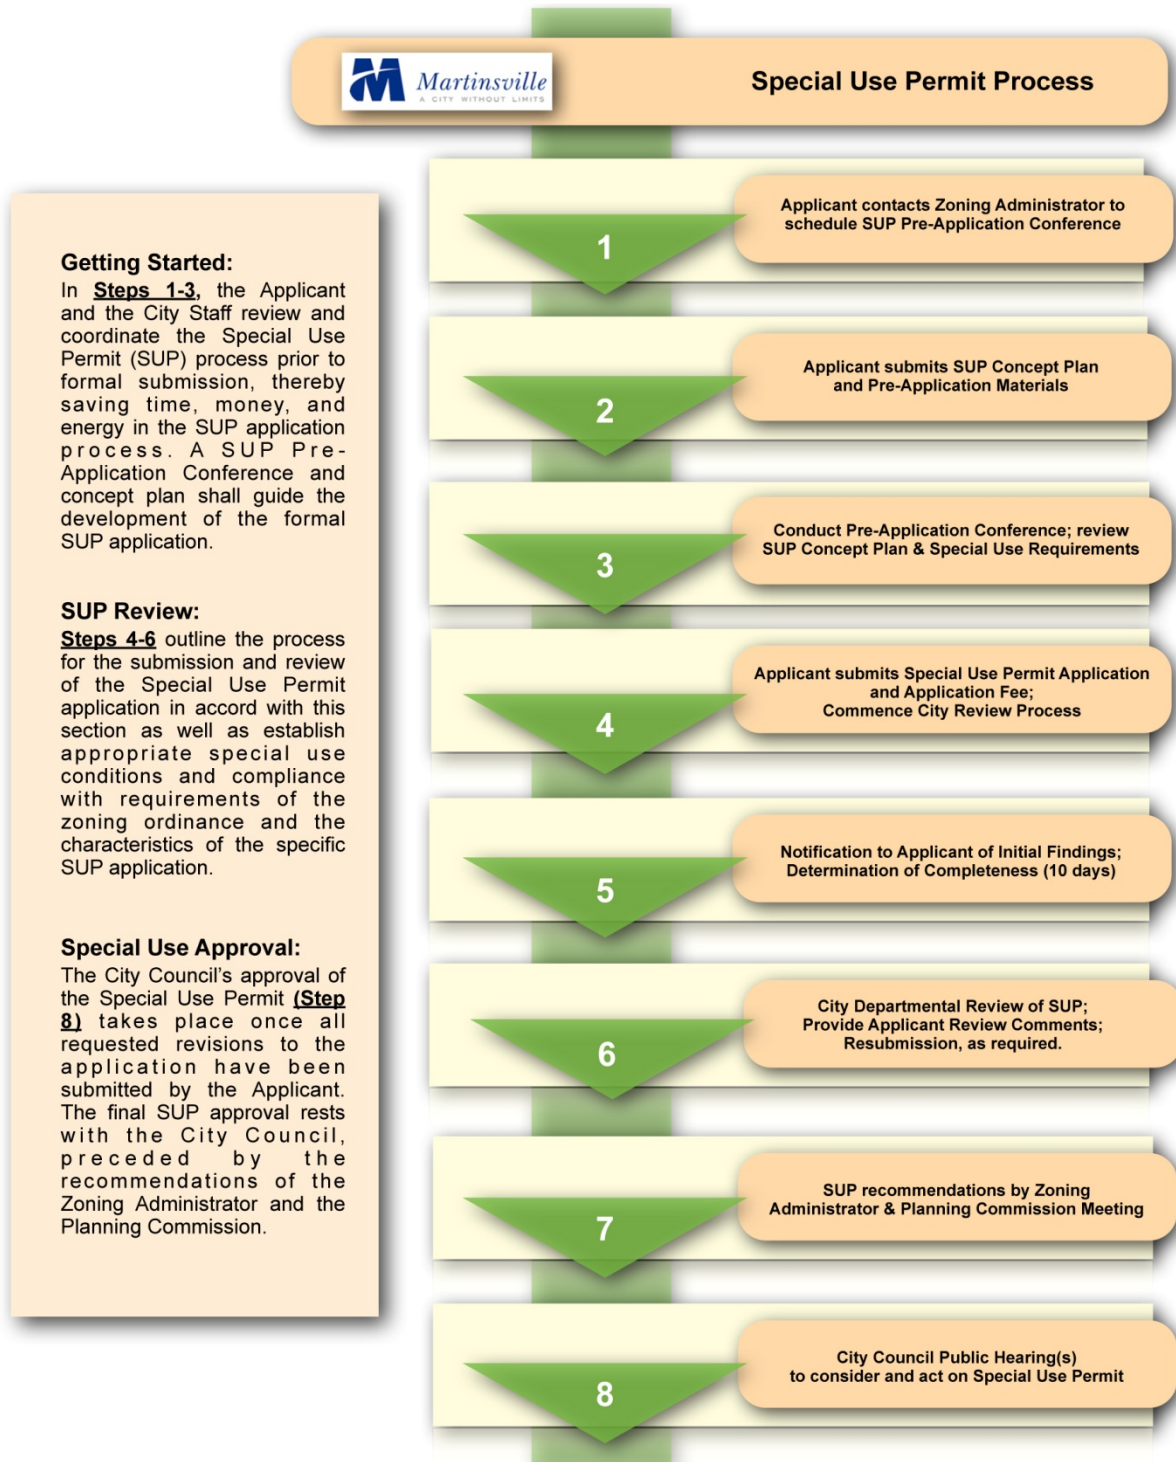 Martinsville
A CITY WITHOUT LIMITS
Special Use Permit Process
Getting Started:
In Steps 1-3, the Applicant
and the City Staff review and
coordinate the Special Use
Permit (SUP) process prior to
formal submission, thereby
saving time, money, and
energy in the SUP application
process. A SUP Pre-
Application Conference and
concept plan shall guide the
development of the formal
SUP application.
SUP Review:
Steps 4-6 outline the process
for the submission and review
of the Special Use Permit
application in accord with this
section as well as establish
appropriate special use
conditions and compliance
with requirements of the
zoning ordinance and the
characteristics of the specific
SUP application.
Special Use Approval:
The City Council's approval of
the Special Use Permit (Step
8) takes place once all
requested revisions to the
application have been
submitted by the Applicant.
The final SUP approval rests
with the City Council,
preceded by the
recommendations of the
Zoning Administrator and the
Planning Commission.
1
Applicant contacts Zoning Administrator to
schedule SUP Pre-Application Conference
2
Applicant submits SUP Concept Plan
and Pre-Application Materials
3
Conduct Pre-Application Conference; review
SUP Concept Plan & Special Use Requirements
4
Applicant submits Special Use Permit Application
and Application Fee;
Commence City Review Process
5
Notification to Applicant of Initial Findings;
Determination of Completeness (10 days)
6
City Departmental Review of SUP;
Provide Applicant Review Comments;
Resubmission, as required.
7
SUP recommendations by Zoning
Administrator & Planning Commission Meeting
8
City Council Public Hearing(s)
to consider and act on Special Use Permit